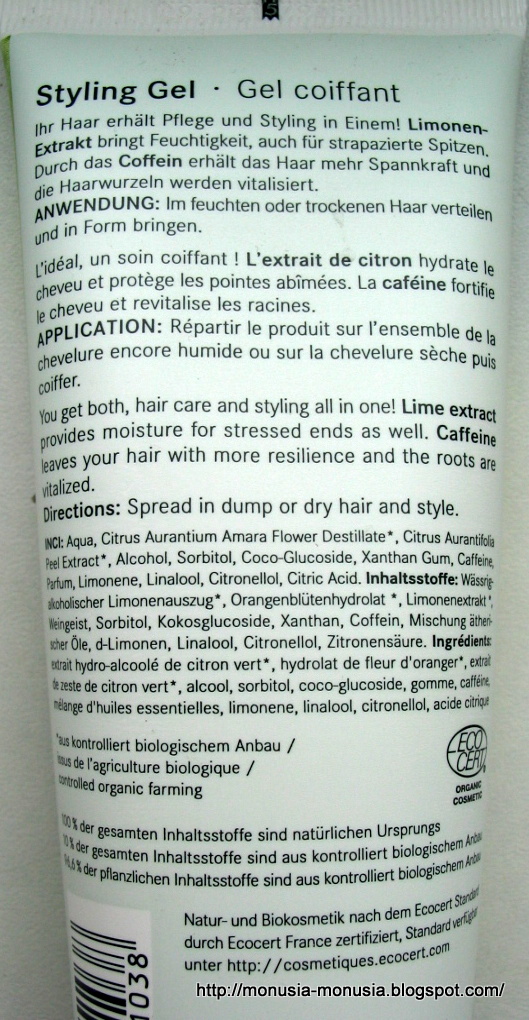 Styling Gel · Gel coiffant
Ihr Haar erhält Pflege und Styling in Einem! Limonen-
Extrakt bringt Feuchtigkeit, auch für strapazierte Spitzen.
Durch das Coffein erhält das Haar mehr Spannkraft und
die Haarwurzeln werden vitalisiert.
ANWENDUNG: Im feuchten oder trockenen Haar verteilen
und in Form bringen.
L'idéal, un soin coiffant ! L'extrait de citron hydrate le
cheveu et protège les pointes abîmées. La caféine fortifie
le cheveu et revitalise les racines.
APPLICATION: Répartir le produit sur l'ensemble de la
chevelure encore humide ou sur la chevelure sèche puis
coiffer.
You get both, hair care and styling all in one! Lime extract
provides moisture for stressed ends as well. Caffeine
leaves your hair with more resilience and the roots are
vitalized.
Directions: Spread in dump or dry hair and style.
INCI: Aqua, Citrus Aurantium Amara Flower Destillate*, Citrus Aurantifolia
Peel Extract*, Alcohol, Sorbitol, Coco-Glucoside, Xanthan Gum, Caffeine,
Parfum, Limonene, Linalool, Citronellol, Citric Acid. Inhaltsstoffe: Wässrig-
alkoholischer Limonenauszug*, Orangenblütenhydrolat *, Limonenextrakt *,
Weingeist, Sorbitol, Kokosglucoside, Xanthan, Coffein, Mischung ätheri-
scher Öle, d-Limonen, Linalool, Citronellol, Zitronensäure. Ingrédients:
extrait hydro-alcoolé de citron vert*, hydrolat de fleur d'oranger*, extrait
de zeste de citron vert*, alcool, sorbitol, coco-glucoside, gomme, caféine,
mélange d'huiles essentielles, limonene, linalool, citronellol, acide citrique
*aus kontrolliert biologischem Anbau /
issus de l'agriculture biologique /
controlled organic farming
ECO
CERT
ORGANIC
COSMETIC
100 % der gesamten Inhaltsstoffe sind natürlichen Ursprungs
10 % der gesamten Inhaltsstoffe sind aus kontrolliert biologischem Anbau
% der pflanzlichen Inhaltsstoffe sind aus kontrolliert biologischem Anbau
Natur- und Biokosmetik nach dem Ecocert Standard
durch Ecocert France zertifiziert, Standard verfügbar
unter http://cosmetiques.ecocert.com
1038
http://monusia-monusia.blogspot.com/